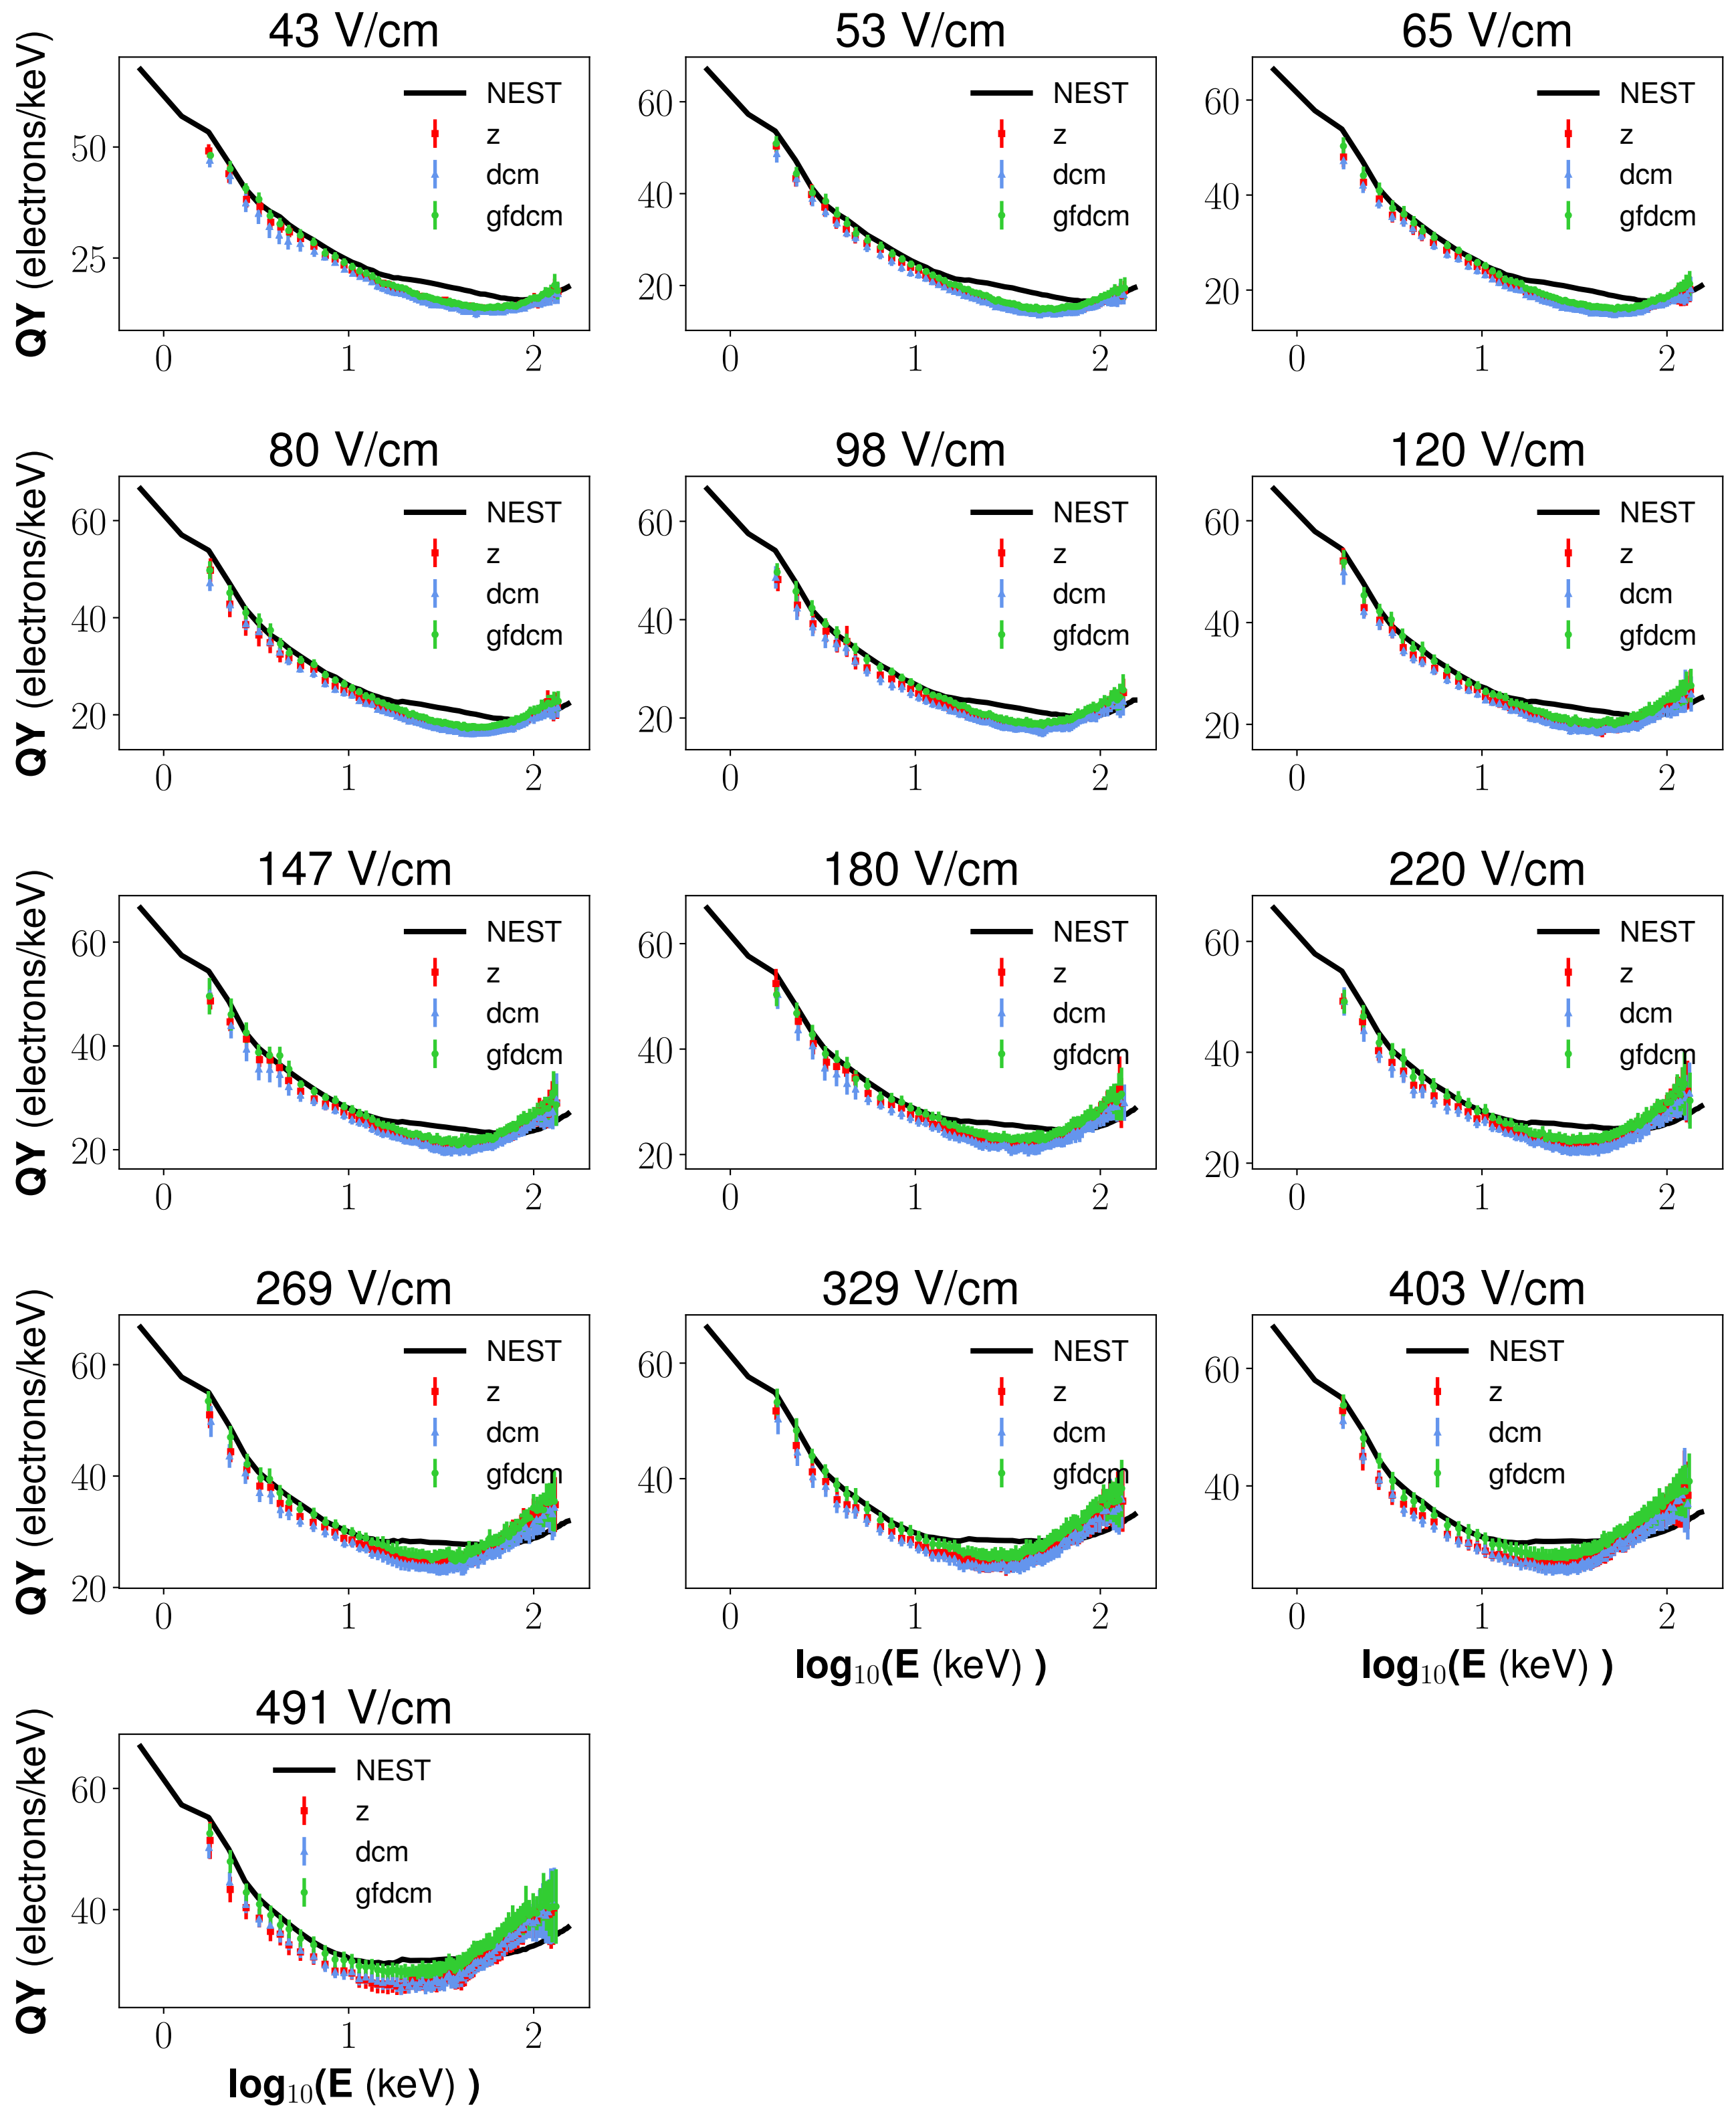 43 V/cm
53 V/cm
65 V/cm
QY (electrons/keV)
50
25
0 1 2
NEST
z
dcm
gfdcm
60
40
20
0 1 2
NEST
z
dcm
gfdcm
60
40
20
0 1 2
NEST
z
dcm
gfdcm
80 V/cm
98 V/cm
120 V/cm
QY (electrons/keV)
60
40
20
0 1 2
NEST
z
dcm
gfdcm
60
40
20
0 1 2
NEST
z
dcm
gfdcm
60
40
20
0 1 2
NEST
z
dcm
gfdcm
147 V/cm
180 V/cm
220 V/cm
QY (electrons/keV)
60
40
20
0 1 2
NEST
z
dcm
gfdcm
60
40
20
0 1 2
NEST
z
dcm
gfdcm
60
40
20
0 1 2
NEST
z
dcm
gfdcm
269 V/cm
329 V/cm
403 V/cm
QY (electrons/keV)
60
40
20
0 1 2
NEST
z
dcm
gfdcm
60
40
0 1 2
NEST
z
dcm
gfdcm
log₁₀(E (keV) )
60
40
0 1 2
NEST
z
dcm
gfdcm
log₁₀(E (keV) )
491 V/cm
QY (electrons/keV)
60
40
0 1 2
NEST
z
dcm
gfdcm
log₁₀(E (keV) )